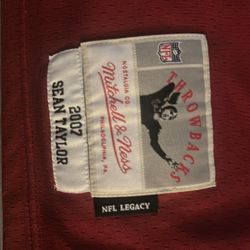 2007
SEAN TAYLOR
NFL
THROWBACKS
NOSTALGIA CO.
Mitchell & Ness
PHILADELPHIA, PA.
NFL LEGACY